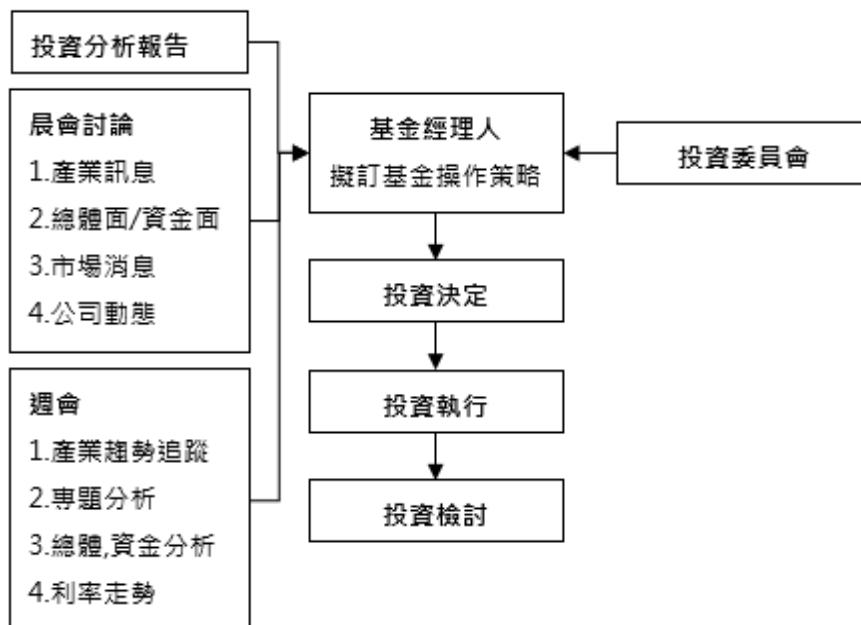 投資分析報告
晨會討論
1.產業訊息
2.總體面/資金面
3.市場消息
4.公司動態
週會
1.產業趨勢追蹤
2.專題分析
3.總體,資金分析
4.利率走勢
基金經理人
擬訂基金操作策略
投資決定
投資執行
投資檢討
投資委員會